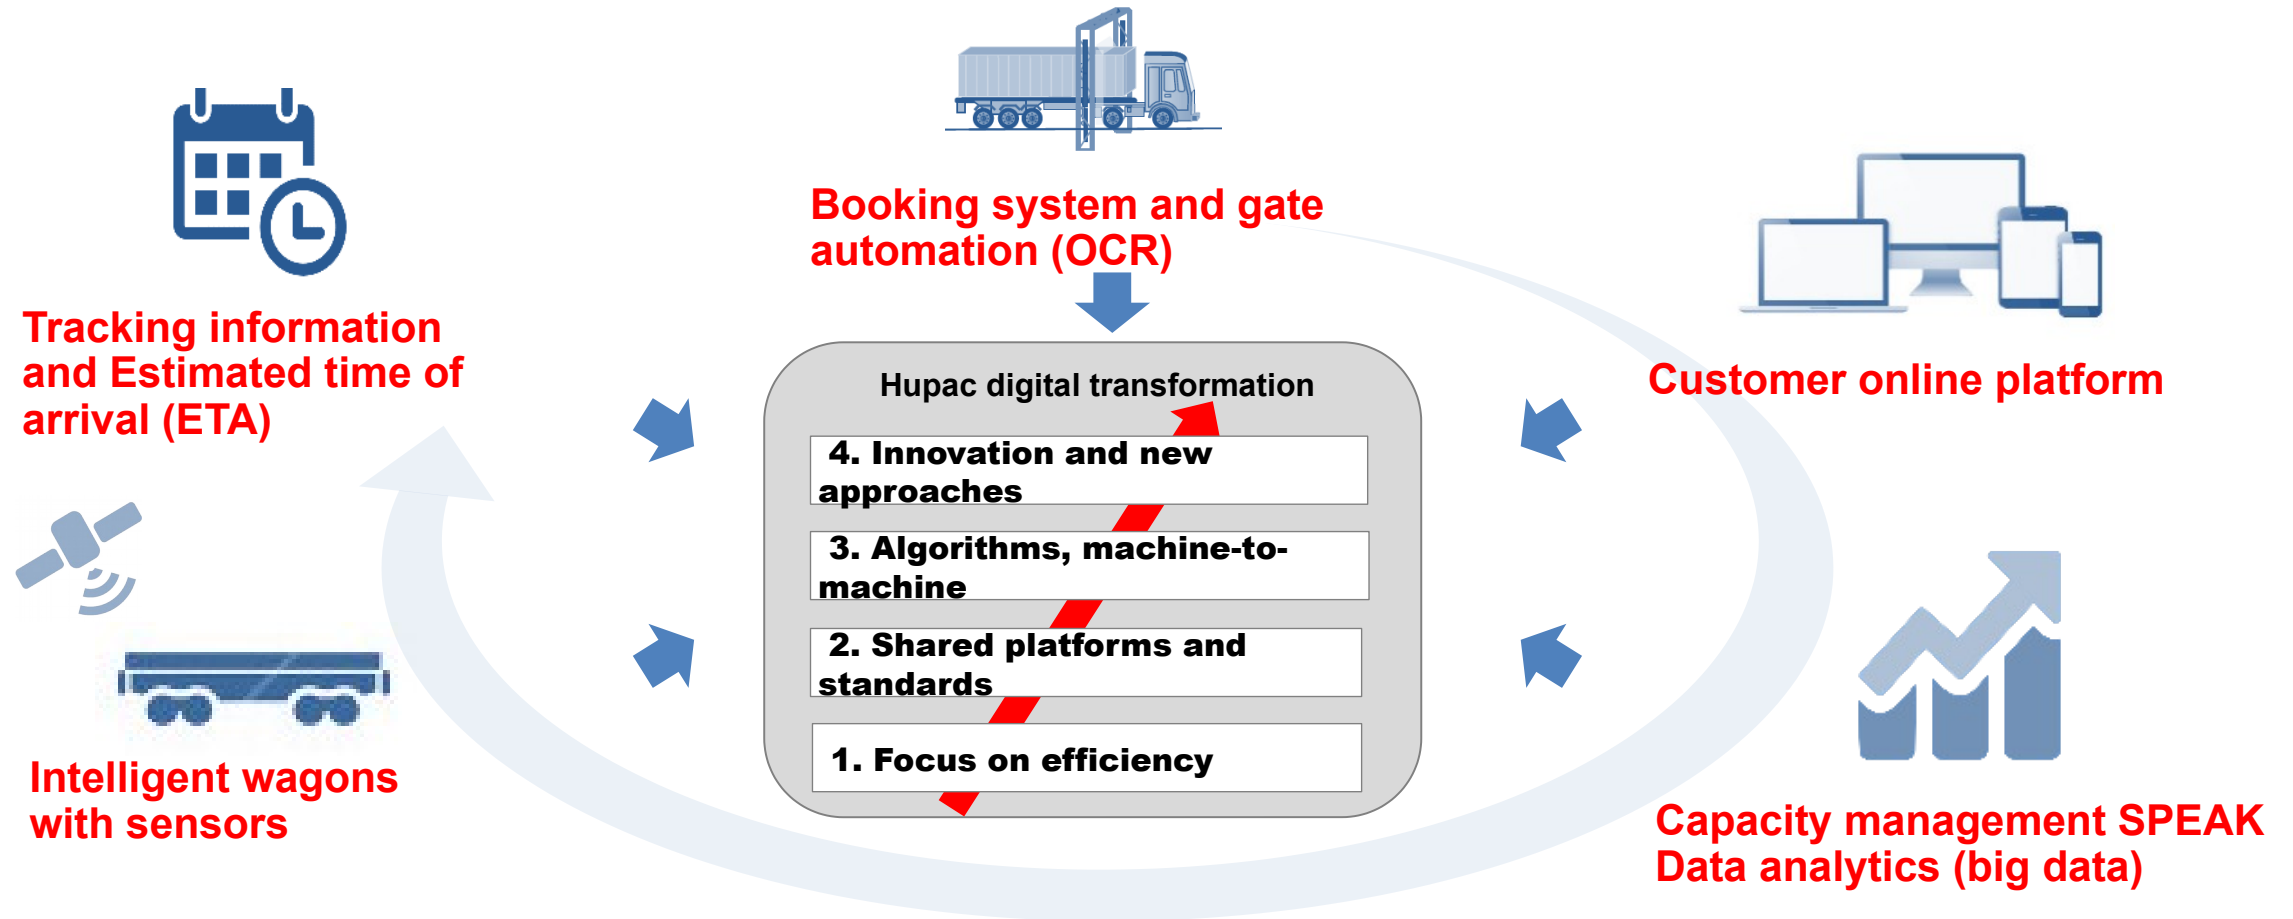 Booking system and gate
automation (OCR)
Tracking information
and Estimated time of
arrival (ETA)
Customer online platform
Hupac digital transformation
4. Innovation and new
approaches
3. Algorithms, machine-to-
machine
2. Shared platforms and
standards
1. Focus on efficiency
Intelligent wagons
with sensors
Capacity management SPEAK
Data analytics (big data)